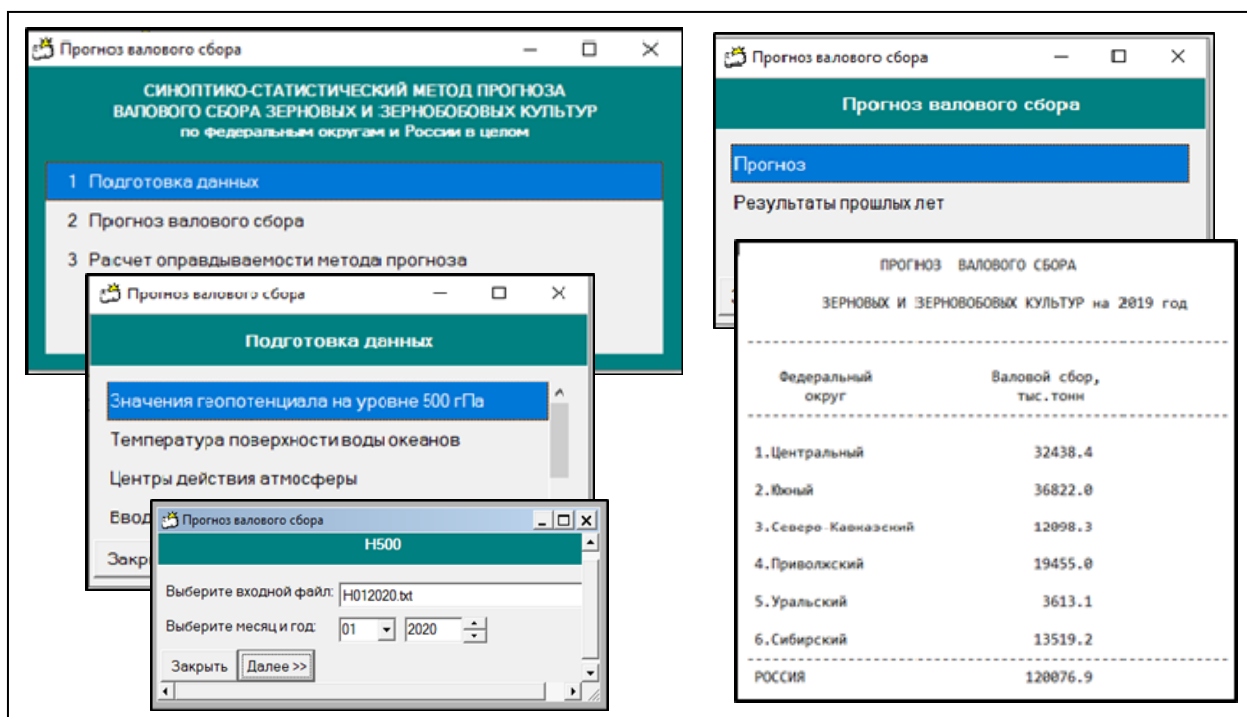 Прогноз валового сбора
СИНОПТИКО-СТАТИСТИЧЕСКИЙ МЕТОД ПРОГНОЗА
ВАЛОВОГО СБОРА ЗЕРНОВЫХ И ЗЕРНОБОБОВЫХ КУЛЬТУР
по федеральным округам и России в целом
1 Подготовка данных
2 Прогноз валового сбора
3 Расчет оправдываемости метода прогноза
Прогноз валового сбора
Подготовка данных
Значения геопотенциала на уровне 500 гПа
Температура поверхности воды океанов
Центры действия атмосферы
Ввод
Закры
Прогноз валового сбора
H500
Выберите входной файл: H012020.txt
Выберите месяц и год: 01 2020
Закрыть Далее >>
Прогноз валового сбора
Прогноз валового сбора
Прогноз
Результаты прошлых лет
ПРОГНОЗ ВАЛОВОГО СБОРА
ЗЕРНОВЫХ И ЗЕРНОВОБОВЫХ КУЛЬТУР на 2019 год
Федеральный Валовой сбор,
округ тыс.тонн
1.Центральный 32438.4
2.Южный 36822.0
3.Северо-Кавказский 12098.3
4.Приволжский 19455.0
5.Уральский 3613.1
6.Сибирский 13519.2
РОССИЯ 120076.9